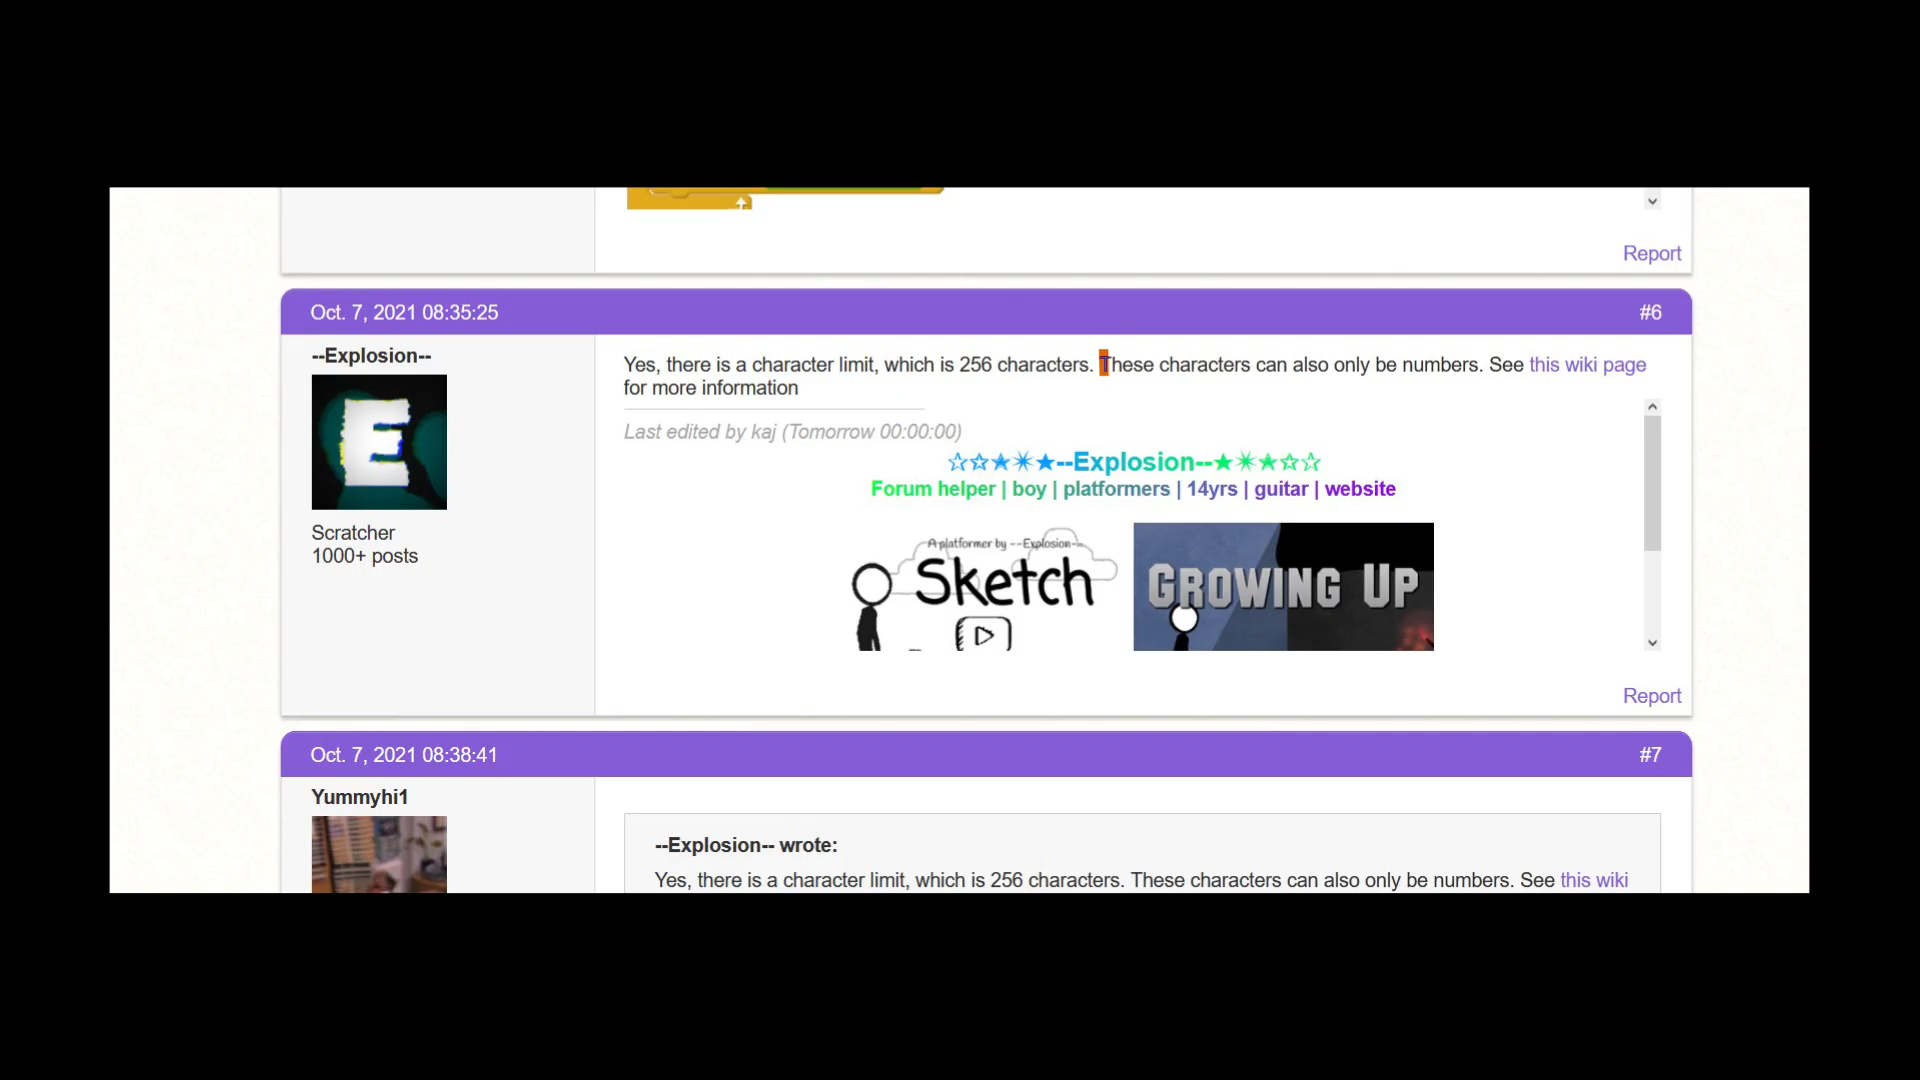 Report
Oct. 7, 2021 08:35:25
#6
--Explosion--
Scratcher
1000+ posts
Yes, there is a character limit, which is 256 characters. These characters can also only be numbers. See this wiki page
for more information
Last edited by kaj (Tomorrow 00:00:00)
☆☆★✴★--Explosion--★✴★☆☆
Forum helper | boy | platformers | 14yrs | guitar | website
A platformer by --Explosion--
Sketch
GROWING UP
Report
Oct. 7, 2021 08:38:41
#7
Yummyhi1
--Explosion-- wrote:
Yes, there is a character limit, which is 256 characters. These characters can also only be numbers. See this wiki